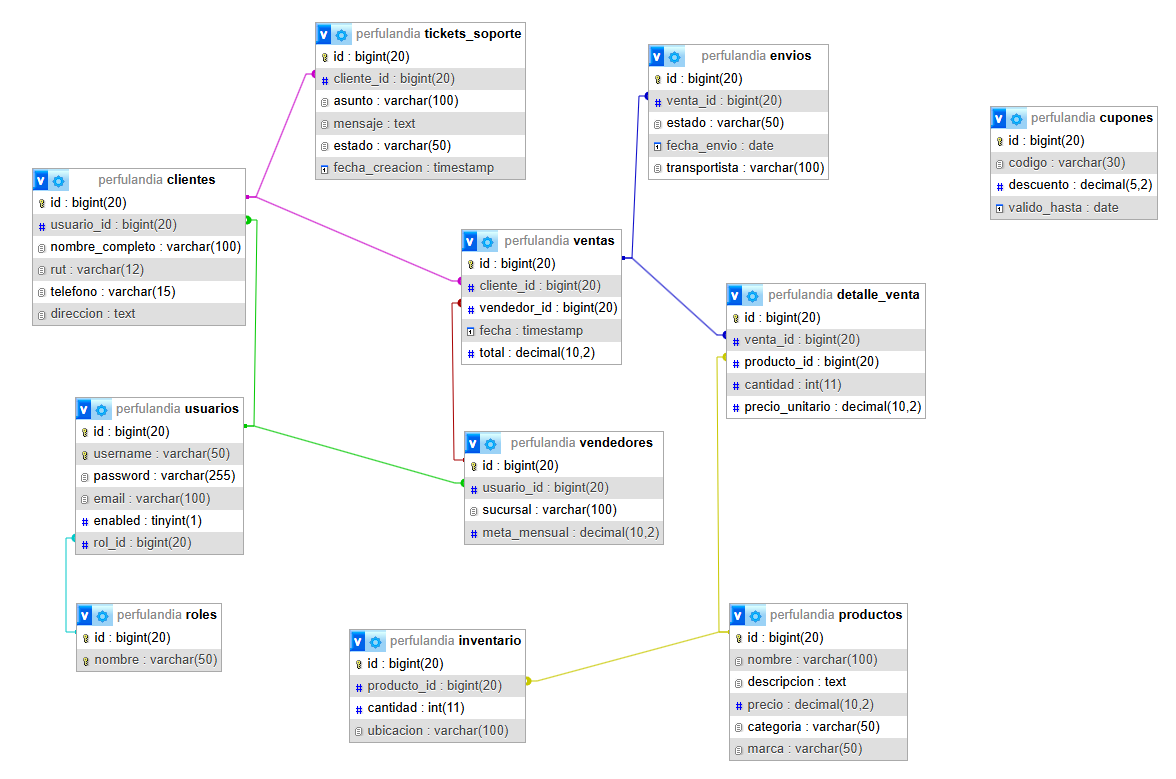 perfulandia tickets_soporte
id : bigint(20)
cliente_id : bigint(20)
asunto : varchar(100)
mensaje : text
estado : varchar(50)
fecha_creacion : timestamp
perfulandia envios
id : bigint(20)
venta_id : bigint(20)
estado : varchar(50)
fecha_envio : date
transportista : varchar(100)
perfulandia cupones
id : bigint(20)
codigo : varchar(30)
descuento : decimal(5,2)
valido_hasta : date
perfulandia clientes
id : bigint(20)
usuario_id : bigint(20)
nombre_completo : varchar(100)
rut : varchar(12)
telefono : varchar(15)
direccion : text
perfulandia ventas
id : bigint(20)
cliente_id : bigint(20)
vendedor_id : bigint(20)
fecha : timestamp
total : decimal(10,2)
perfulandia detalle_venta
id : bigint(20)
venta_id : bigint(20)
producto_id : bigint(20)
cantidad : int(11)
precio_unitario : decimal(10,2)
perfulandia usuarios
id : bigint(20)
username : varchar(50)
password : varchar(255)
email : varchar(100)
enabled : tinyint(1)
rol_id : bigint(20)
perfulandia vendedores
id : bigint(20)
usuario_id : bigint(20)
sucursal : varchar(100)
meta_mensual : decimal(10,2)
perfulandia roles
id : bigint(20)
nombre : varchar(50)
perfulandia inventario
id : bigint(20)
producto_id : bigint(20)
cantidad : int(11)
ubicacion : varchar(100)
perfulandia productos
id : bigint(20)
nombre : varchar(100)
descripcion : text
precio : decimal(10,2)
categoria : varchar(50)
marca : varchar(50)